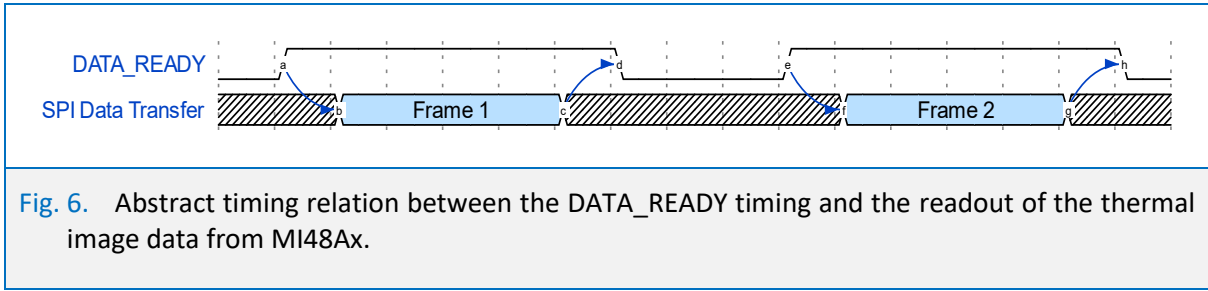 DATA_READY a d e h
SPI Data Transfer b Frame 1 c f Frame 2 g
Fig. 6. Abstract timing relation between the DATA_READY timing and the readout of the thermal
image data from MI48Ax.